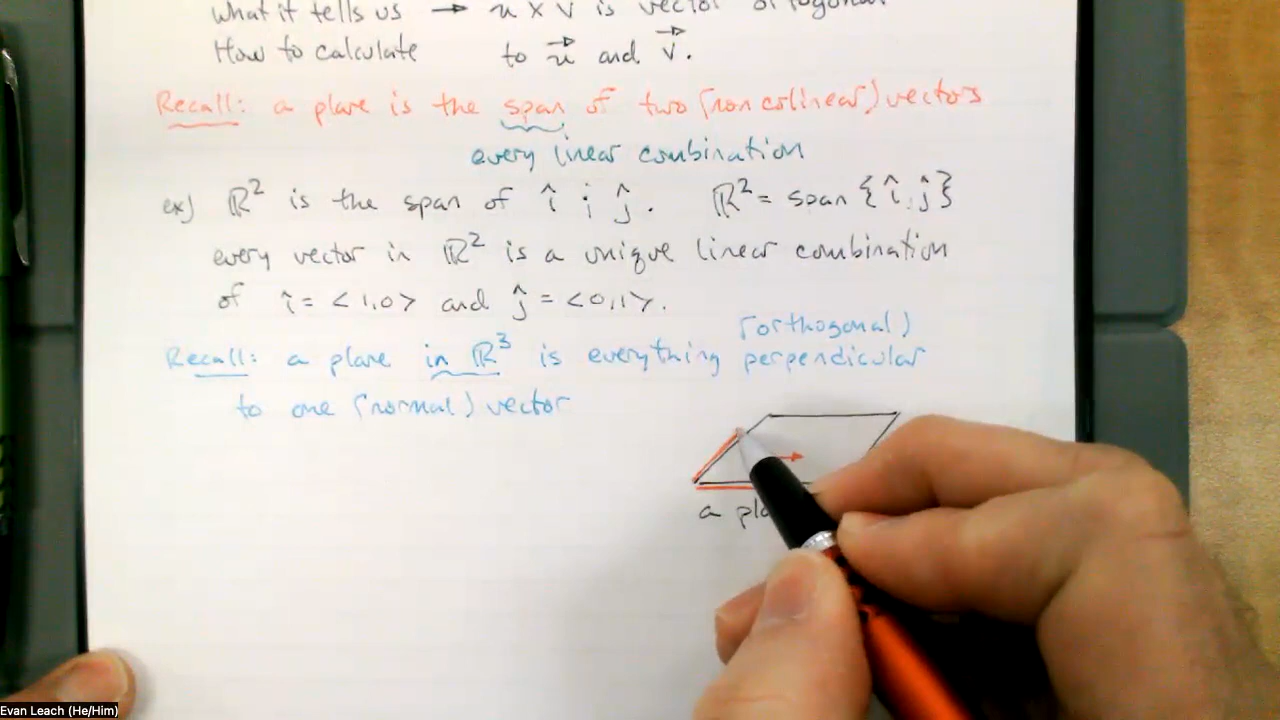 What it tells us → u × v is vector orthogonal
How to calculate to u⃗ and v⃗.
Recall: a plane is the span of two (noncolinear) vectors
every linear combination
ex) ℝ² is the span of î ; ĵ. ℝ² = span {î, ĵ}
every vector in ℝ² is a unique linear combination
of î = <1,0> and ĵ = <0,1>.
(orthogonal)
Recall: a plane in ℝ³ is everything perpendicular
to one (normal) vector
a
Evan Leach (He/Him)